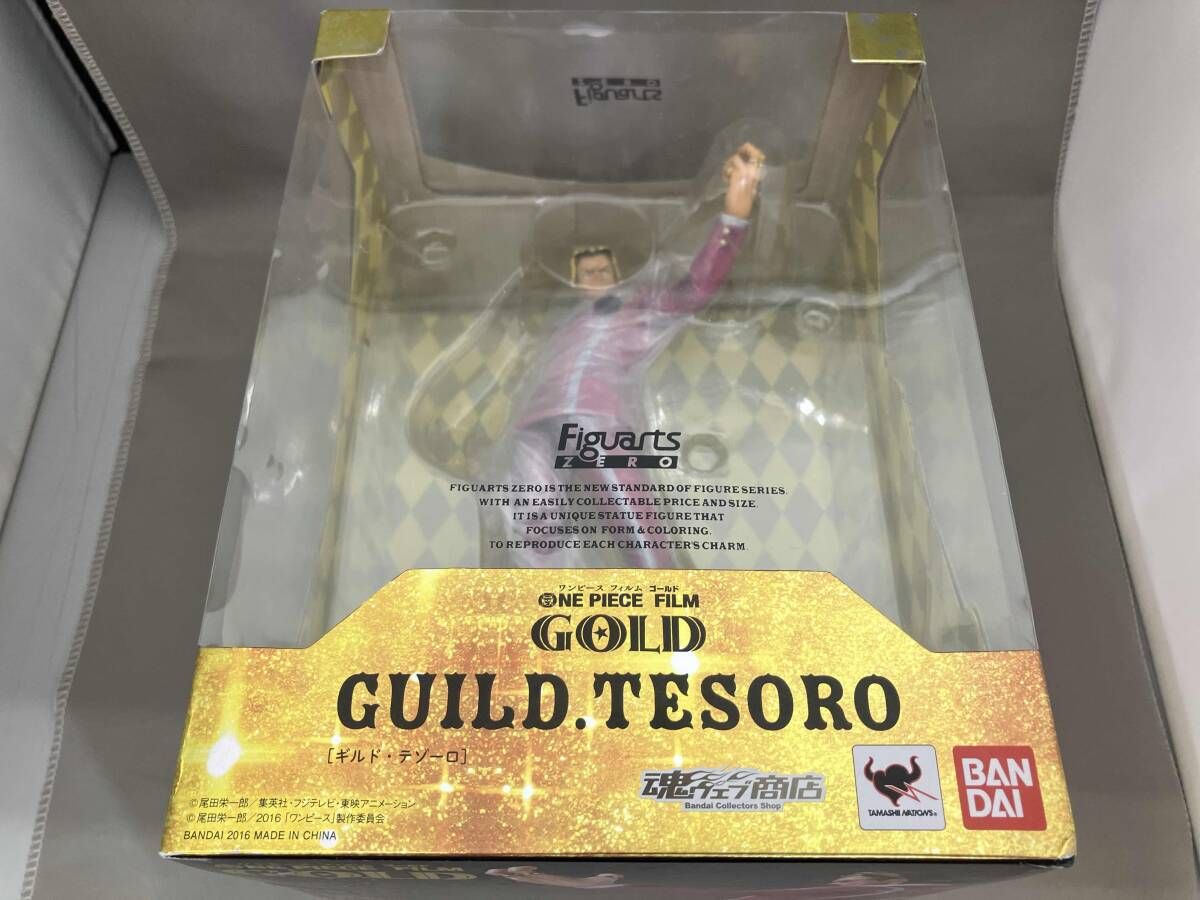 Figuarts
ZERO
Figuarts
ZERO
FIGUARTS ZERO IS THE NEW STANDARD OF FIGURE SERIES.
WITH AN EASILY COLLECTABLE PRICE AND SIZE.
IT IS A UNIQUE STATUE FIGURE THAT
FOCUSES ON FORM & COLORING.
TO REPRODUCE EACH CHARACTER'S CHARM.
ワンピース フィルム ゴールド
ONE PIECE FILM
GOLD
GUILD.TESORO
[ギルド・テゾーロ]
魂ウェブ商店
Bandai Collectors Shop
TAMASHII NATIONS®
BAN
DAI
©尾田栄一郎／集英社・フジテレビ・東映アニメーション
©尾田栄一郎／2016「ワンピース」製作委員会
BANDAI 2016 MADE IN CHINA